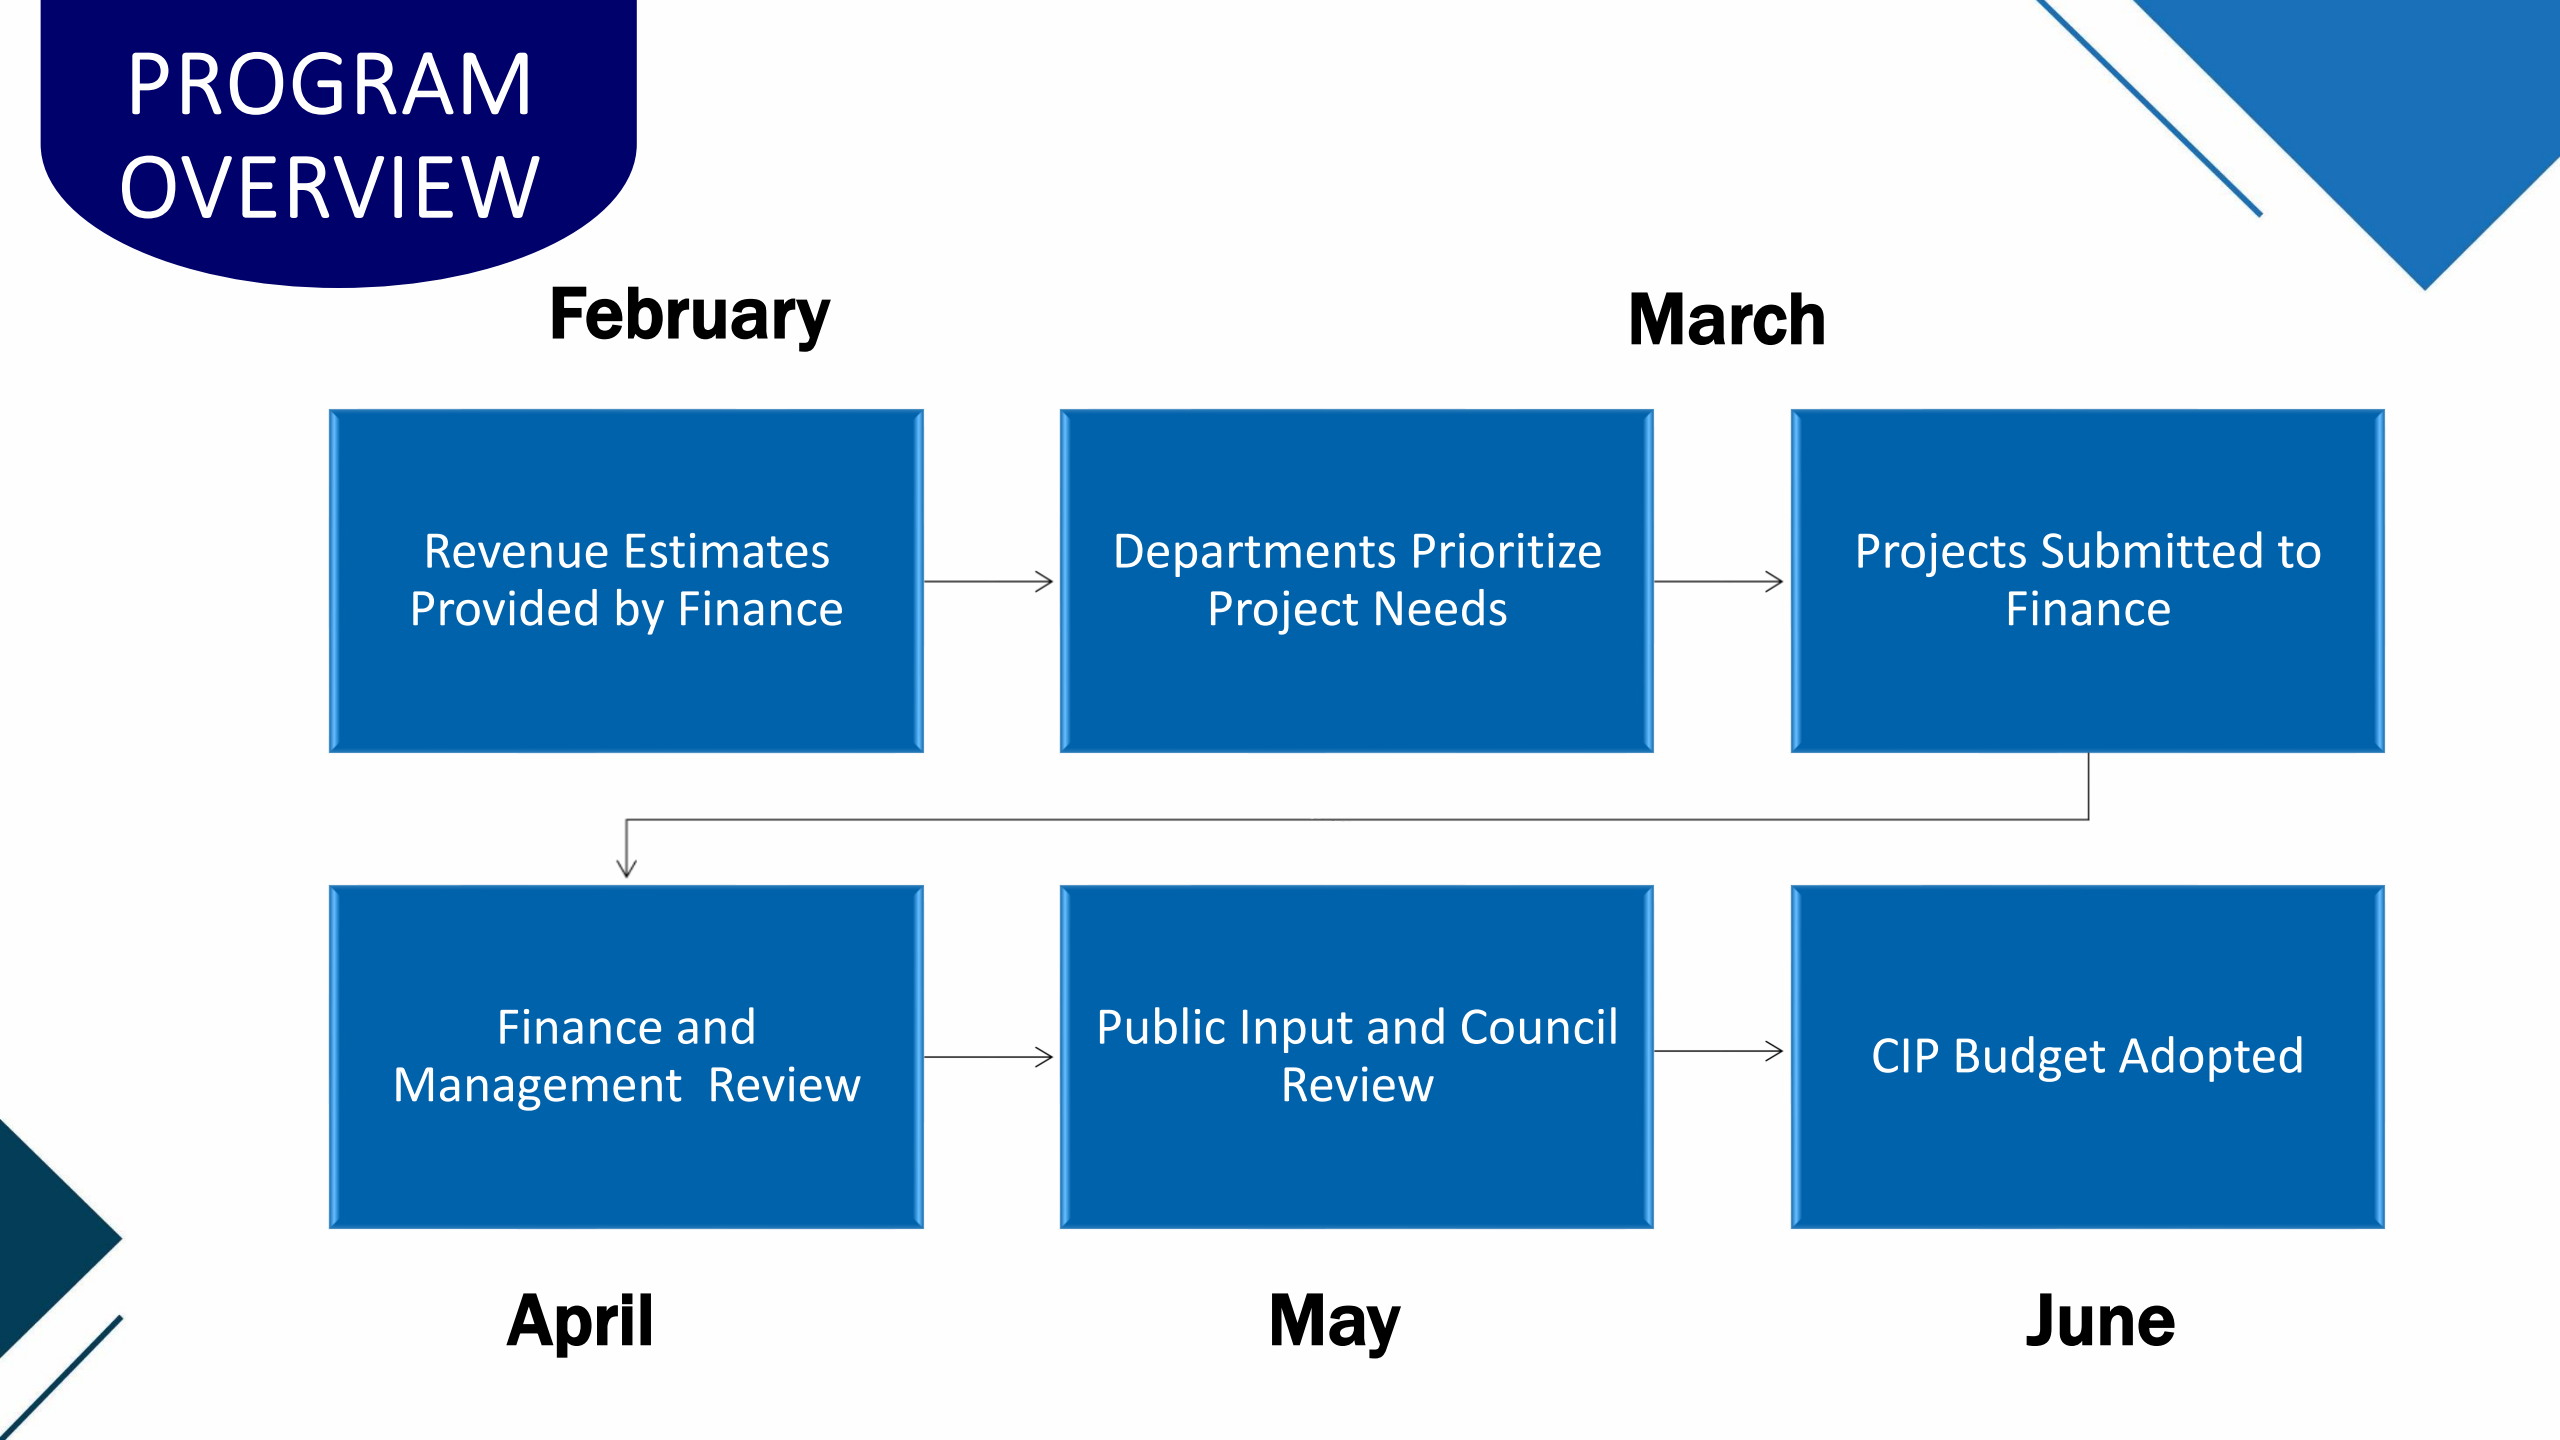 PROGRAM
OVERVIEW
February
March
Revenue Estimates
Provided by Finance
Departments Prioritize
Project Needs
Projects Submitted to
Finance
Finance and
Management  Review
Public Input and Council
Review
CIP Budget Adopted
April
May
June